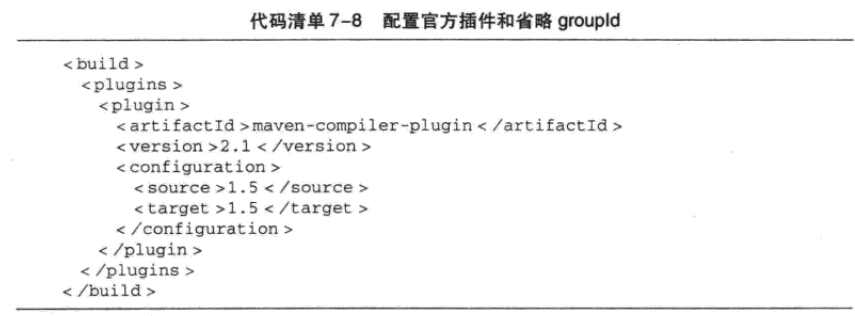 代码清单7-8 配置官方插件和省略 groupId
<build>
<plugins>
<plugin>
<artifactId>maven-compiler-plugin</artifactId>
<version>2.1</version>
<configuration>
<source>1.5</source>
<target>1.5</target>
</configuration>
</plugin>
</plugins>
</build>